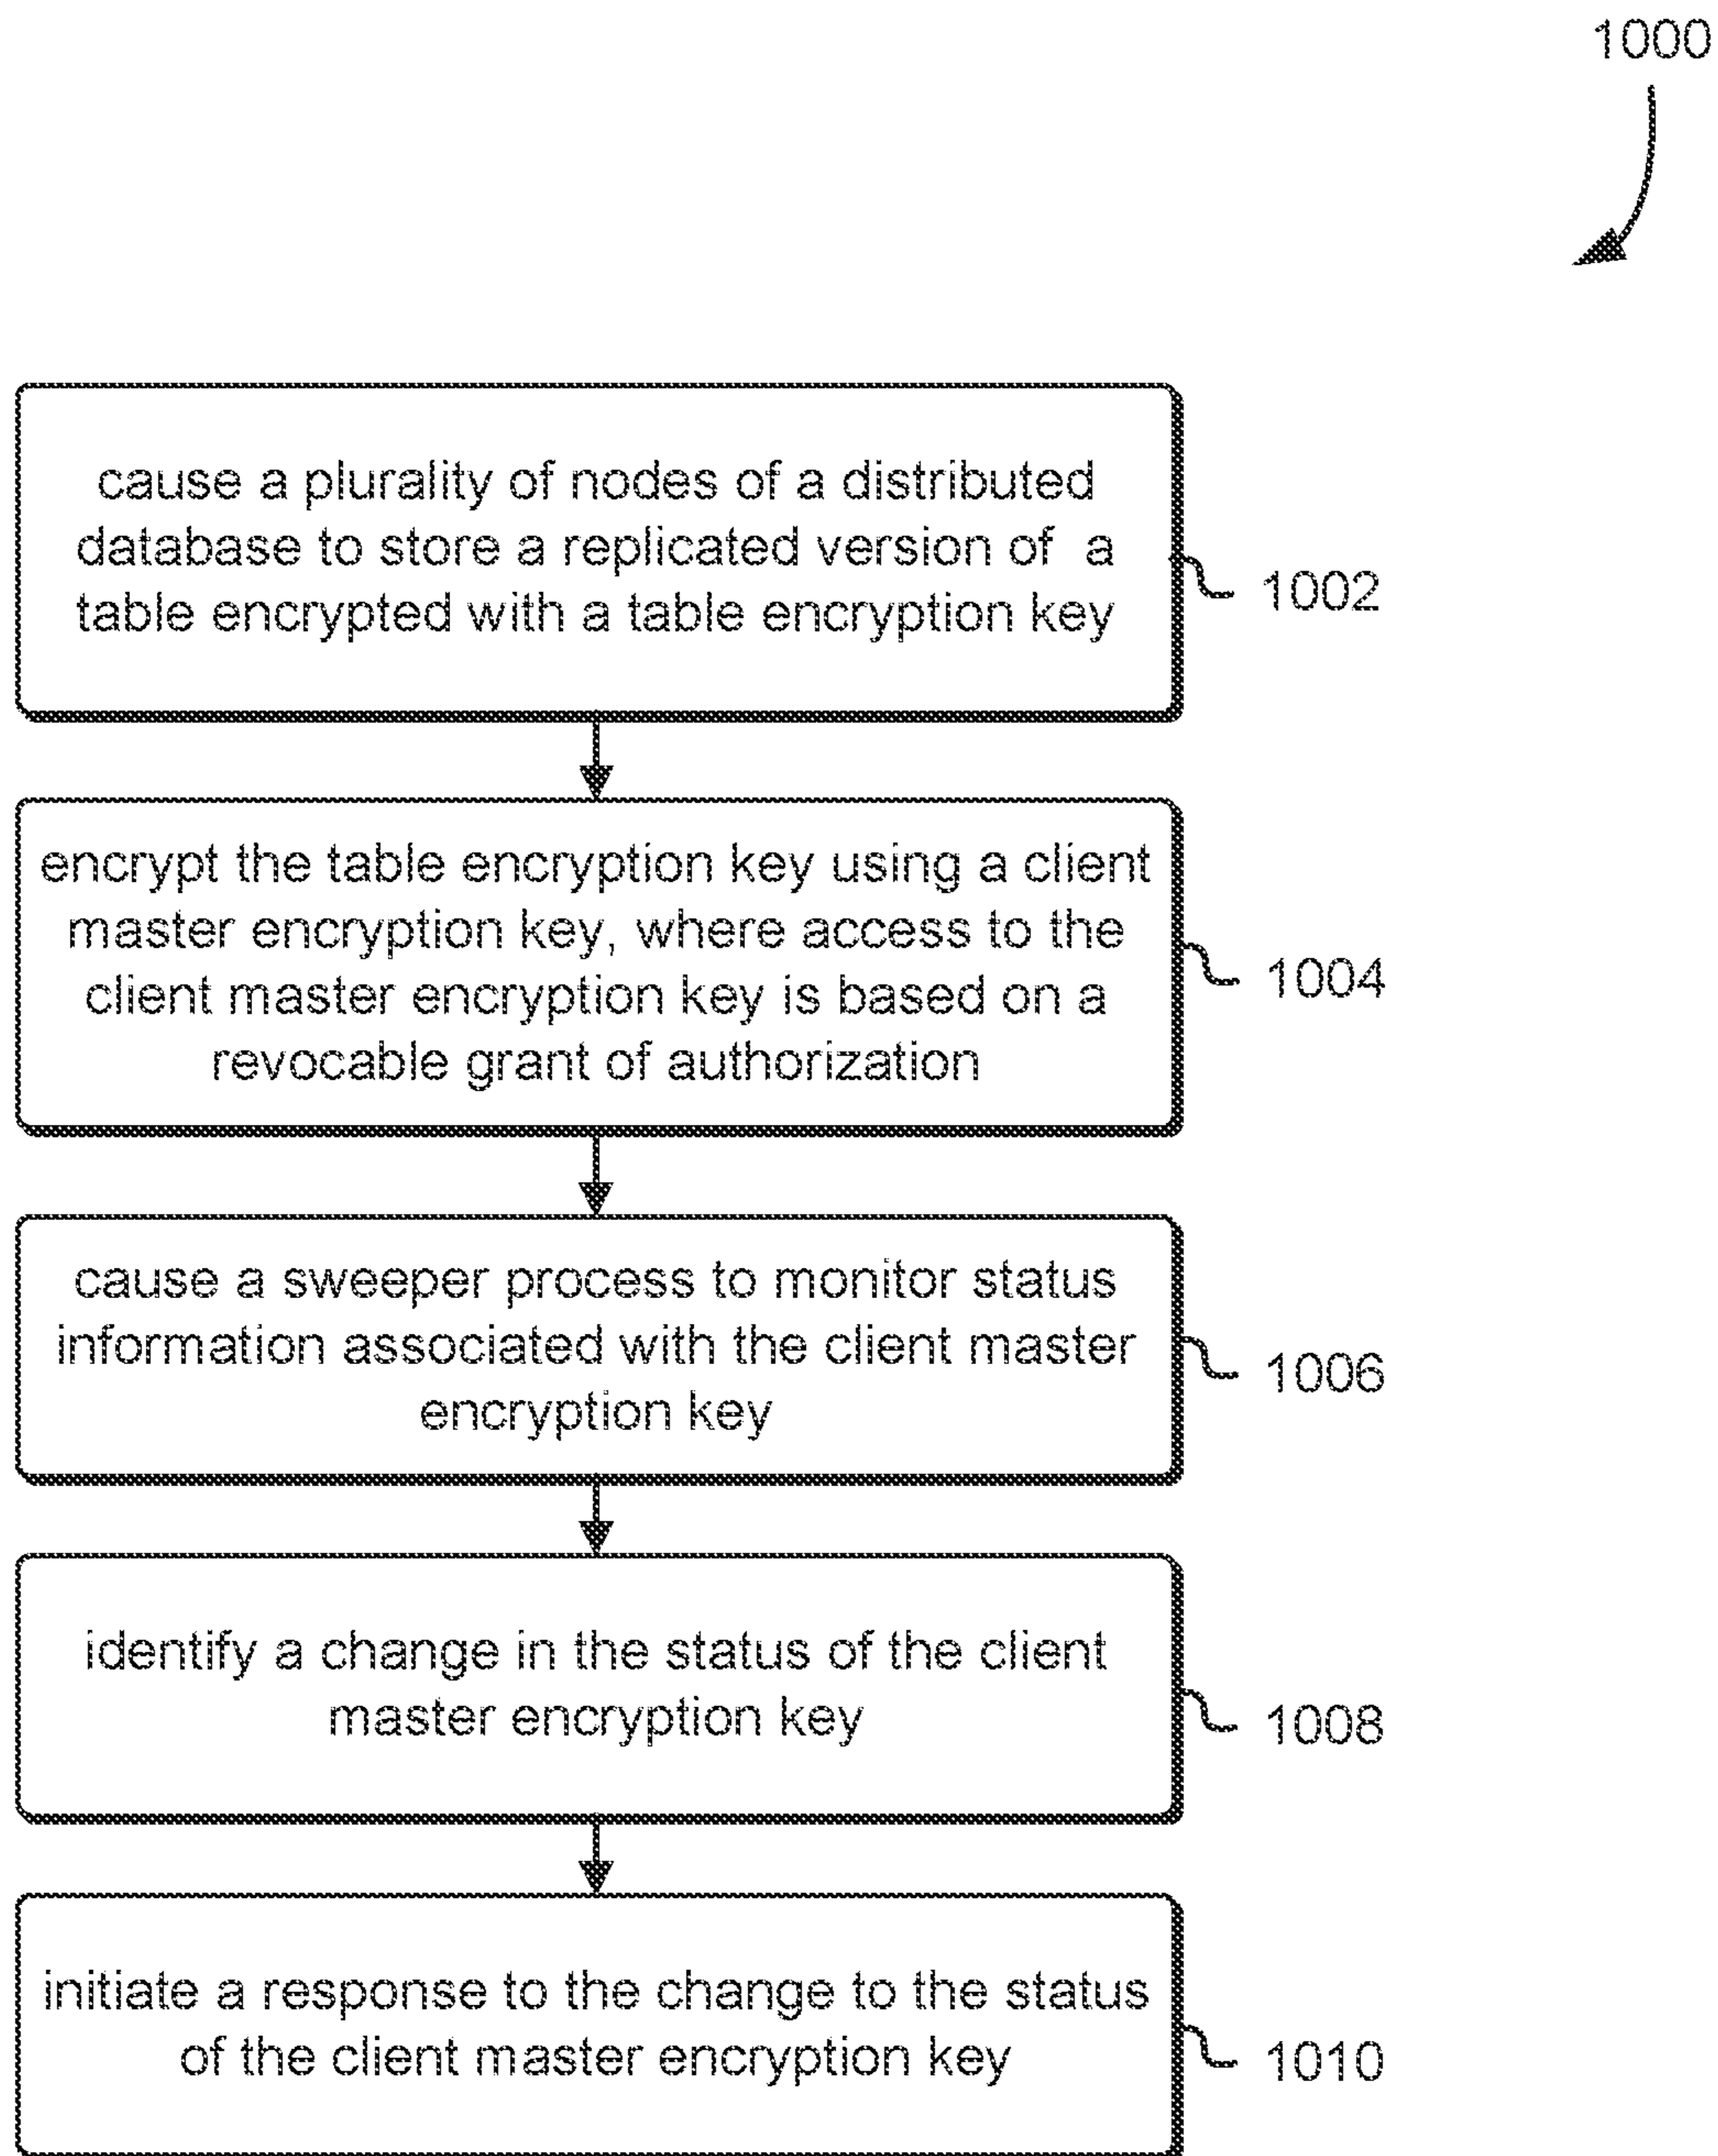 1000
cause a plurality of nodes of a distributed
database to store a replicated version of a
table encrypted with a table encryption key
1002
encrypt the table encryption key using a client
master encryption key, where access to the
client master encryption key is based on a
revocable grant of authorization
1004
cause a sweeper process to monitor status
information associated with the client master
encryption key
1006
identify a change in the status of the client
master encryption key
1008
initiate a response to the change to the status
of the client master encryption key
1010